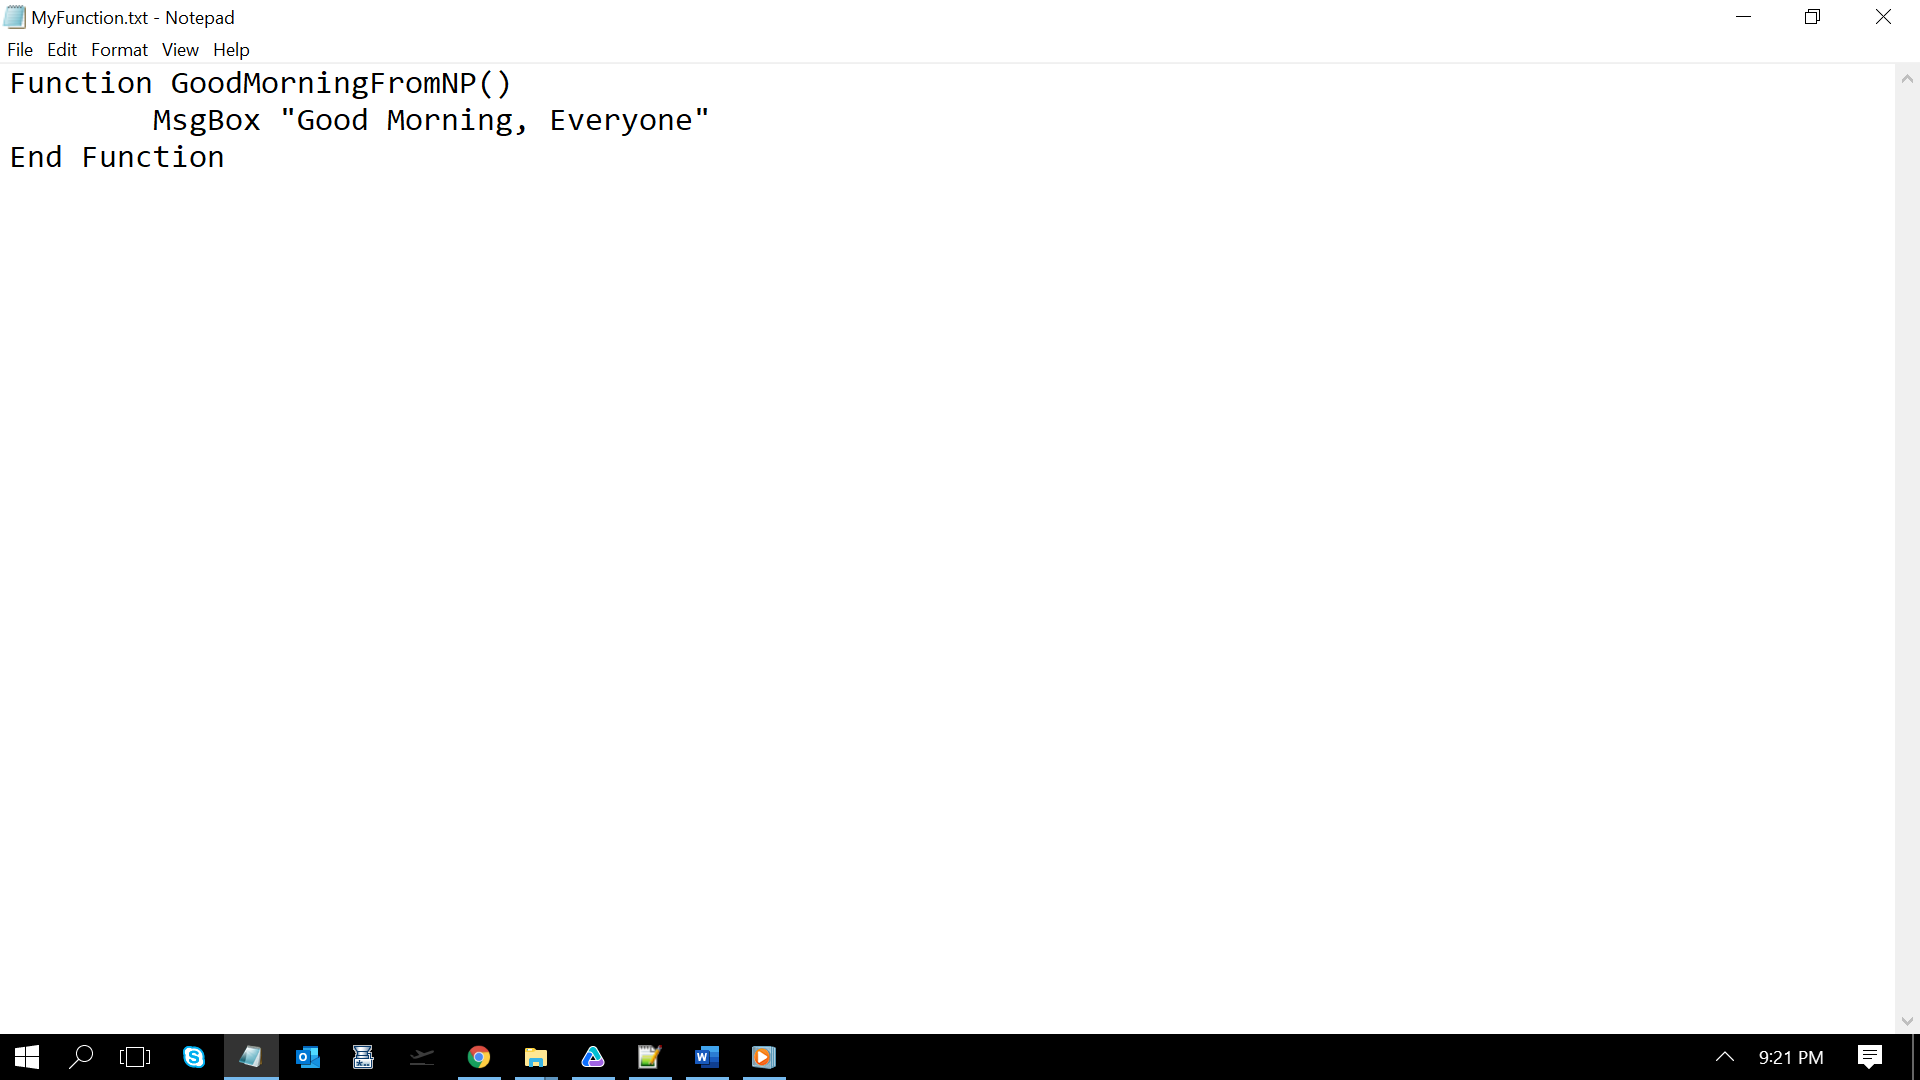 MyFunction.txt - Notepad
File Edit Format View Help
Function GoodMorningFromNP()
        MsgBox "Good Morning, Everyone"
End Function
9:21 PM